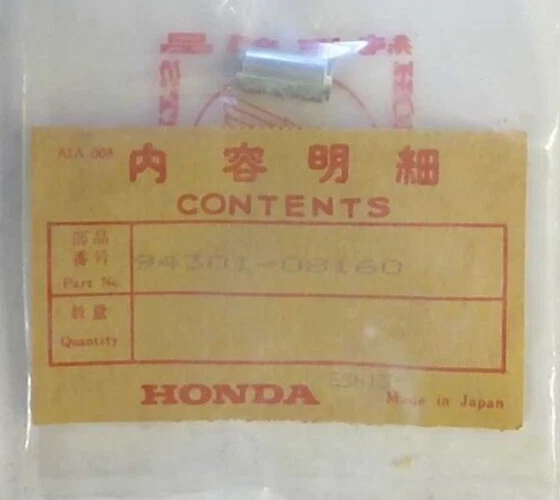 AJA 008
内容明細
CONTENTS
部品
番号
Part No.
94301-08160
数量
Quantity
HONDA
Made in Japan